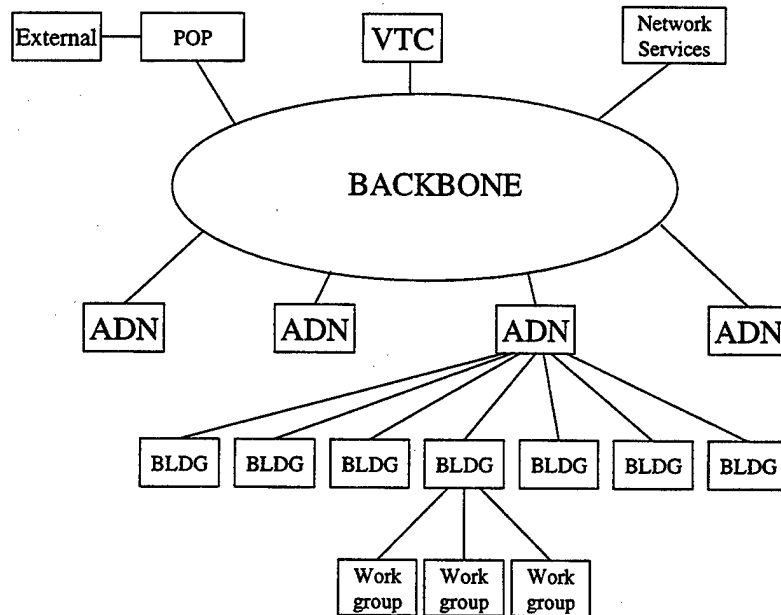 External
POP
VTC
Network
Services
BACKBONE
ADN
ADN
ADN
ADN
BLDG
BLDG
BLDG
BLDG
BLDG
BLDG
BLDG
Work
group
Work
group
Work
group